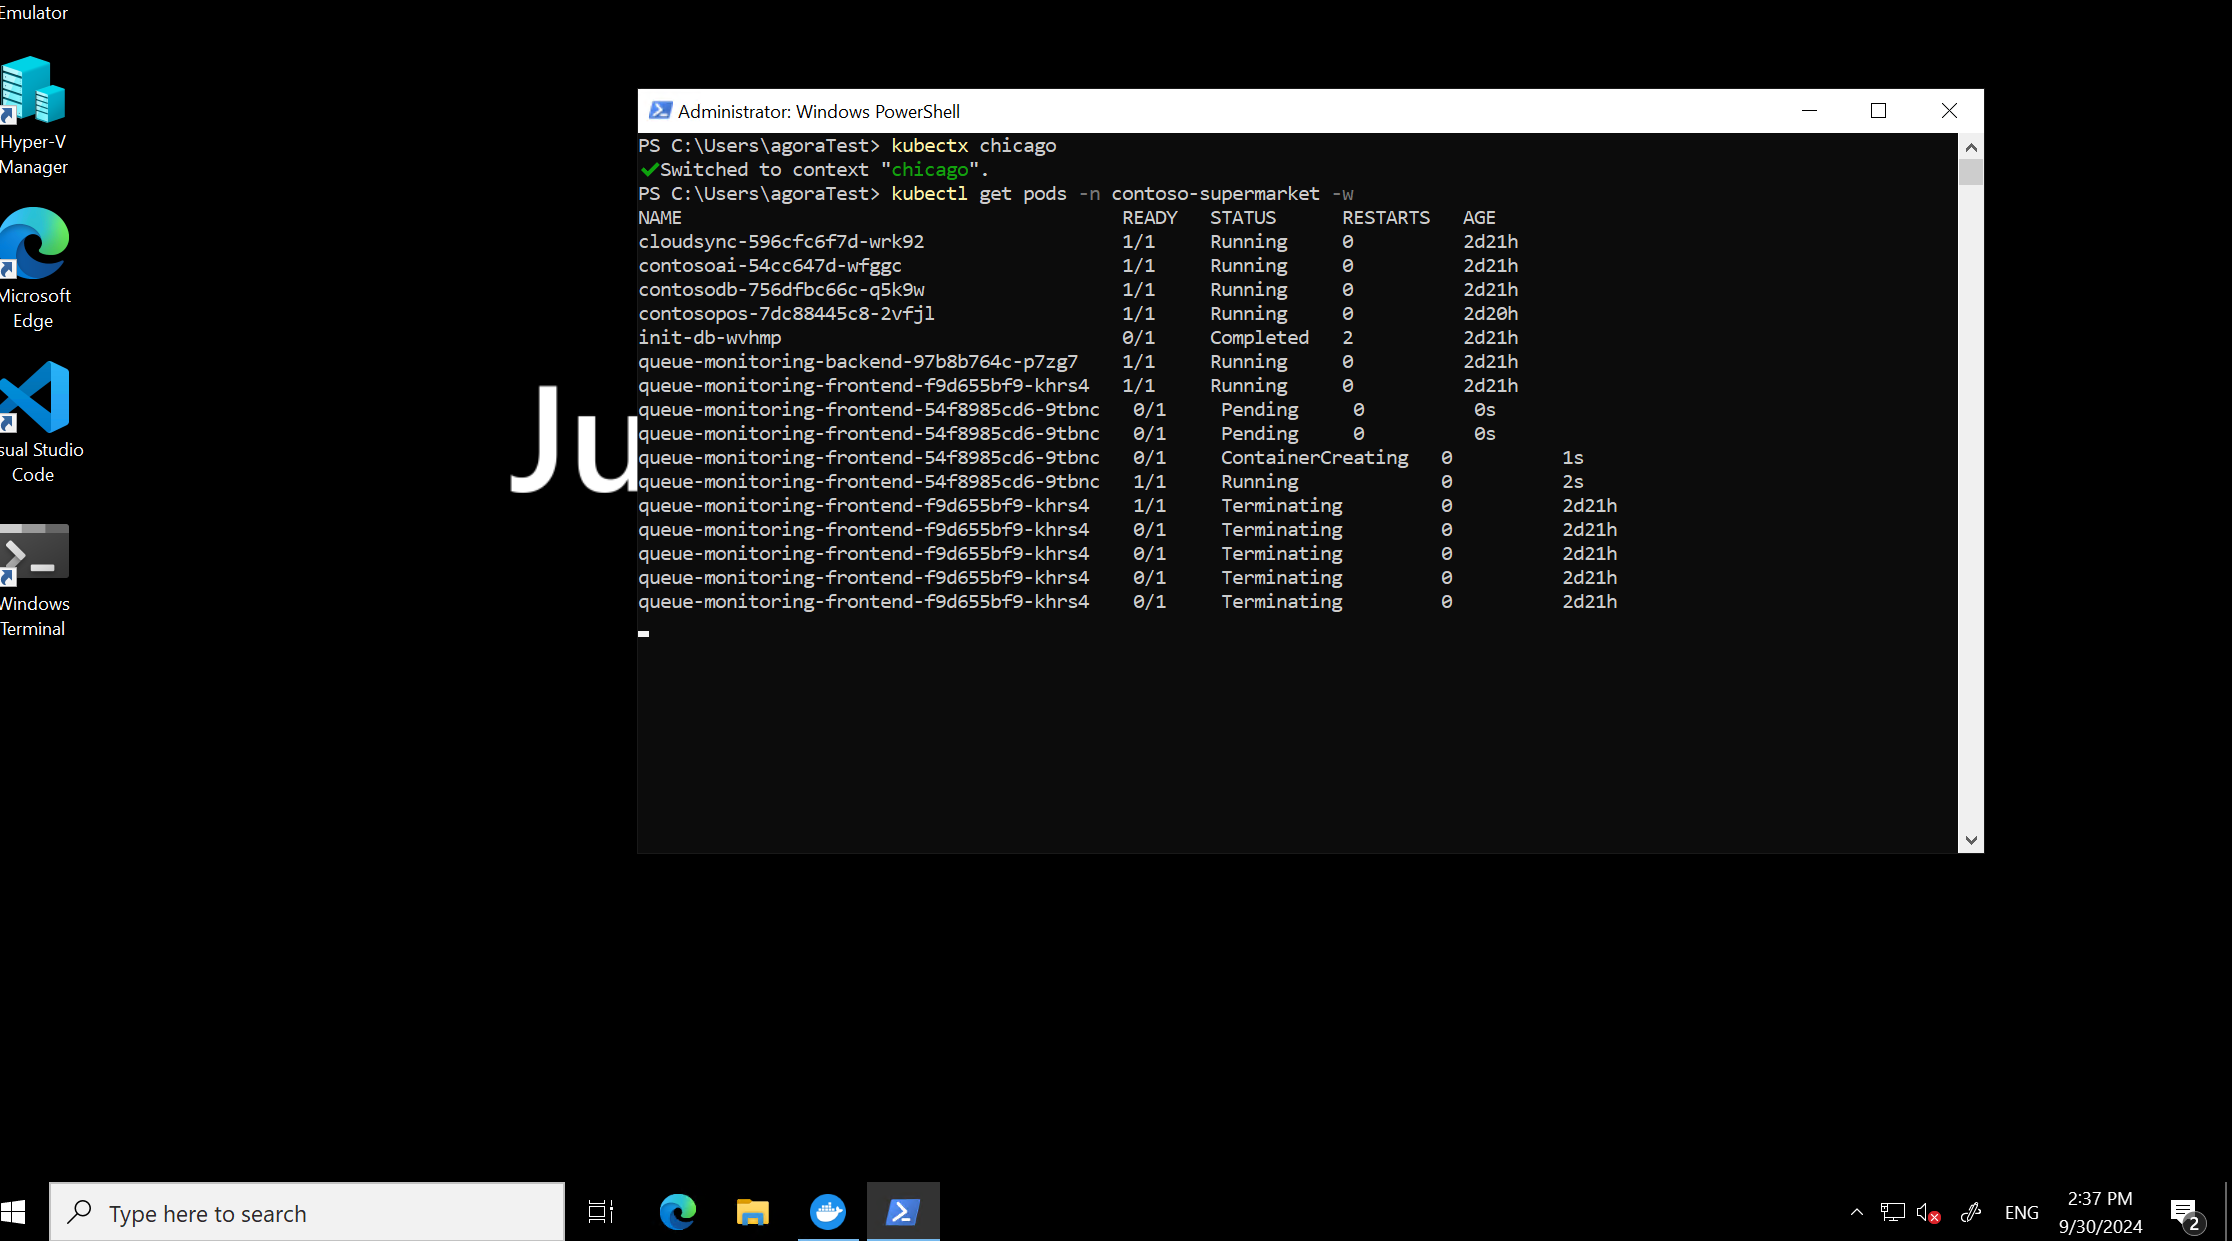 Emulator
Hyper-V
Manager
Microsoft
Edge
sual Studio
Code
Windows
Terminal
Ju
Administrator: Windows PowerShell
PS C:\Users\agoraTest> kubectx chicago
✔Switched to context "chicago".
PS C:\Users\agoraTest> kubectl get pods -n contoso-supermarket -w
NAME READY STATUS RESTARTS AGE
cloudsync-596cfc6f7d-wrk92 1/1 Running 0 2d21h
contosoai-54cc647d-wfggc 1/1 Running 0 2d21h
contosodb-756dfbc66c-q5k9w 1/1 Running 0 2d21h
contosopos-7dc88445c8-2vfjl 1/1 Running 0 2d20h
init-db-wvhmp 0/1 Completed 2 2d21h
queue-monitoring-backend-97b8b764c-p7zg7 1/1 Running 0 2d21h
queue-monitoring-frontend-f9d655bf9-khrs4 1/1 Running 0 2d21h
queue-monitoring-frontend-54f8985cd6-9tbnc 0/1 Pending 0 0s
queue-monitoring-frontend-54f8985cd6-9tbnc 0/1 Pending 0 0s
queue-monitoring-frontend-54f8985cd6-9tbnc 0/1 ContainerCreating 0 1s
queue-monitoring-frontend-54f8985cd6-9tbnc 1/1 Running 0 2s
queue-monitoring-frontend-f9d655bf9-khrs4 1/1 Terminating 0 2d21h
queue-monitoring-frontend-f9d655bf9-khrs4 0/1 Terminating 0 2d21h
queue-monitoring-frontend-f9d655bf9-khrs4 0/1 Terminating 0 2d21h
queue-monitoring-frontend-f9d655bf9-khrs4 0/1 Terminating 0 2d21h
queue-monitoring-frontend-f9d655bf9-khrs4 0/1 Terminating 0 2d21h
Type here to search
ENG
2:37 PM
9/30/2024
2